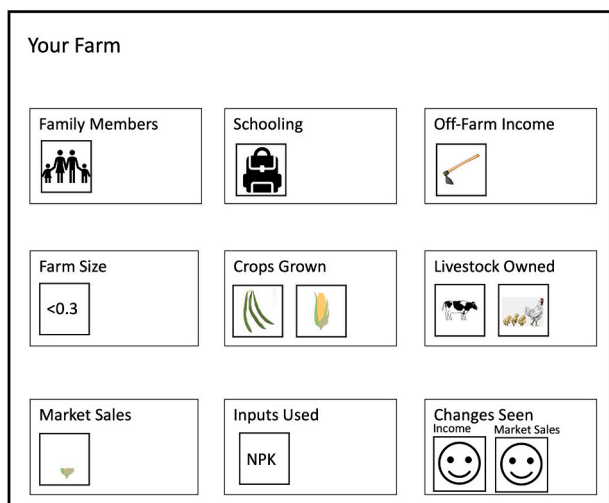 Your Farm
Family Members
Schooling
Off-Farm Income
Farm Size
<0.3
Crops Grown
Livestock Owned
Market Sales
Inputs Used
NPK
Changes Seen
Income
Market Sales